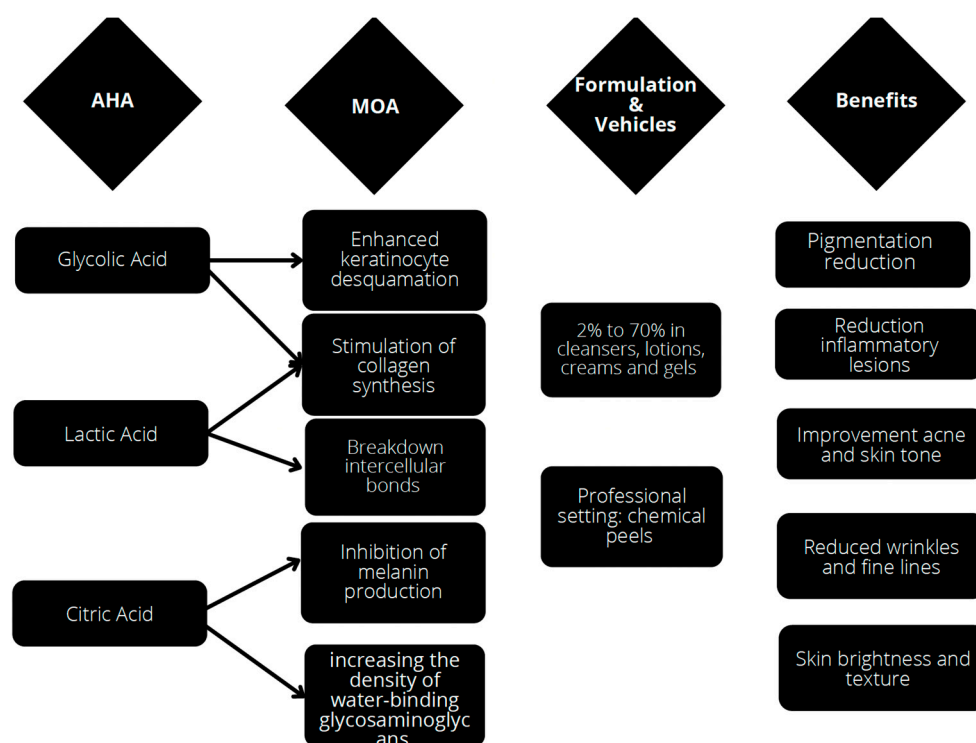 AHA
MOA
Formulation
&
Vehicles
Benefits
Glycolic Acid
Lactic Acid
Citric Acid
Enhanced
keratinocyte
desquamation
Stimulation of
collagen
synthesis
Breakdown
intercellular
bonds
Inhibition of
melanin
production
increasing the
density of
water-binding
glycosaminoglyc
ans
2% to 70% in
cleansers, lotions,
creams and gels
Professional
setting: chemical
peels
Pigmentation
reduction
Reduction
inflammatory
lesions
Improvement acne
and skin tone
Reduced wrinkles
and fine lines
Skin brightness and
texture